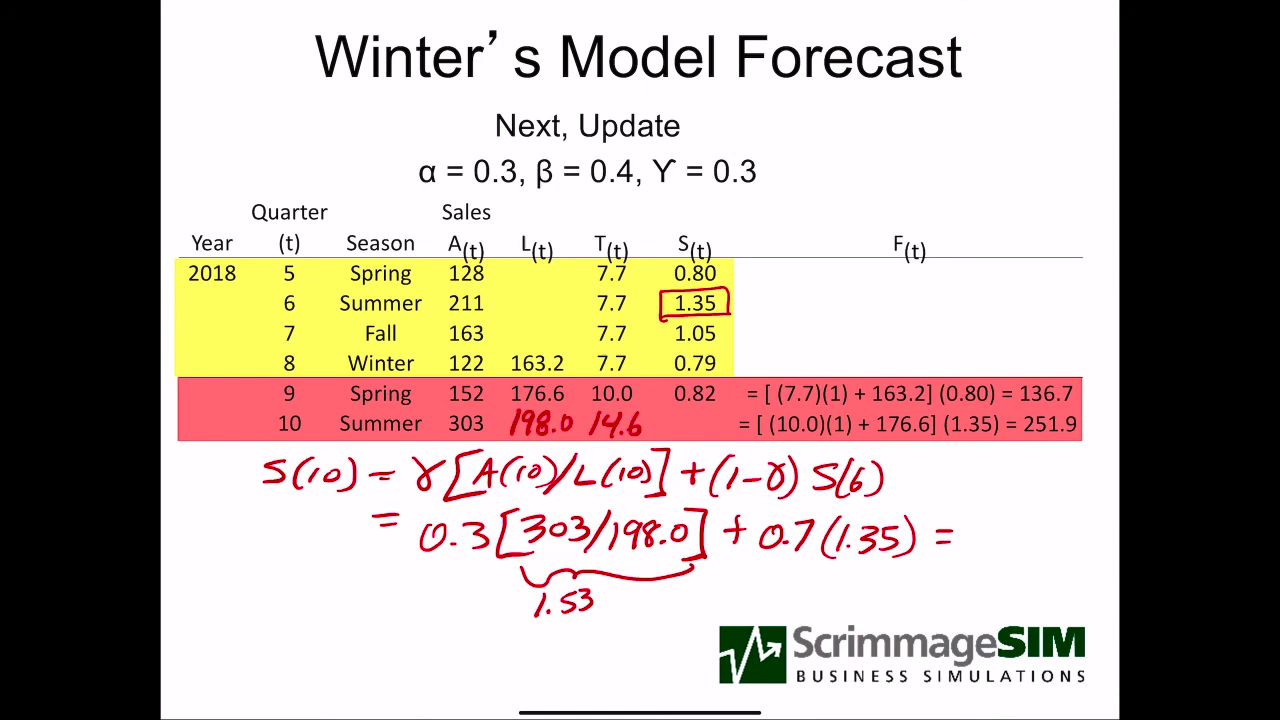 Winter's Model Forecast
Next, Update
α = 0.3, β = 0.4, ϒ = 0.3
Quarter Sales
Year (t) Season A(t) L(t) T(t) S(t) F(t)
2018 5 Spring 128 7.7 0.80
6 Summer 211 7.7 1.35
7 Fall 163 7.7 1.05
8 Winter 122 163.2 7.7 0.79
9 Spring 152 176.6 10.0 0.82 = [ (7.7)(1) + 163.2] (0.80) = 136.7
10 Summer 303 198.0 14.6 = [ (10.0)(1) + 176.6] (1.35) = 251.9
S(10) = γ[A(10)/L(10)] + (1-γ) S(6)
= 0.3[303/198.0] + 0.7(1.35) =
1.53
ScrimmageSIM
BUSINESS SIMULATIONS